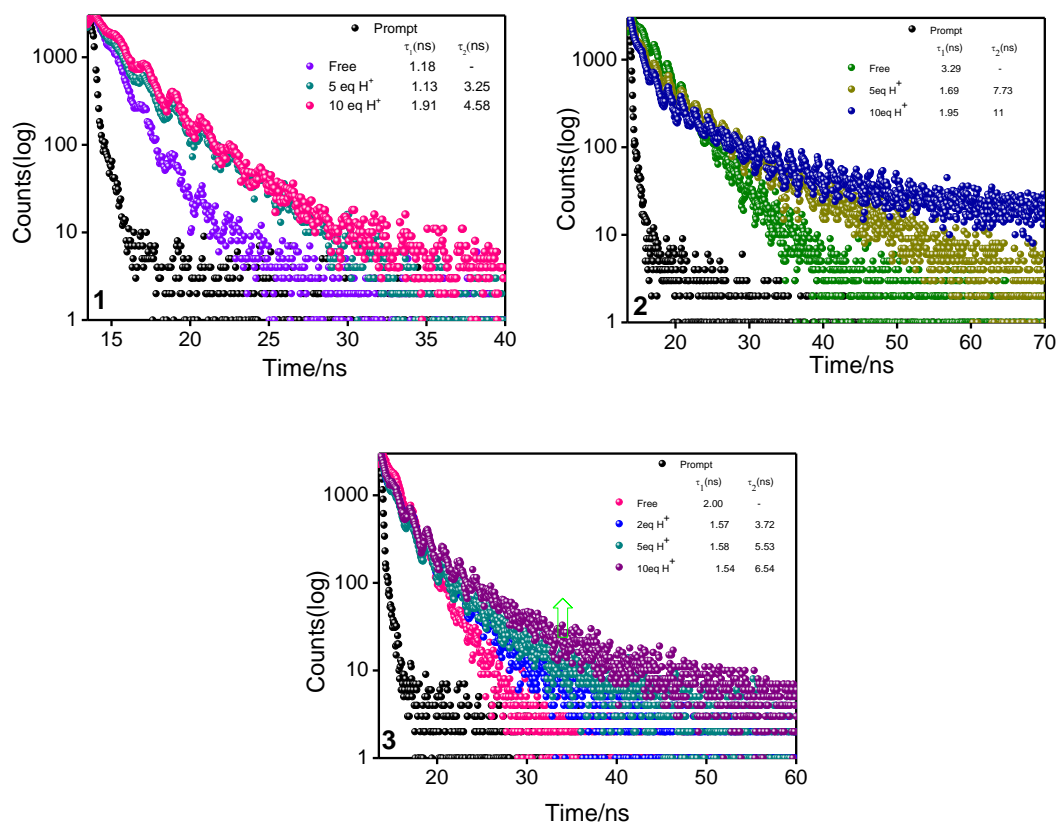 Prompt
τ1(ns) τ2(ns)
Free 1.18 -
5 eq H+ 1.13 3.25
10 eq H+ 1.91 4.58
1000
100
10
1
Counts(log)
1
15 20 25 30 35 40
Time/ns
Prompt
τ1(ns) τ2(ns)
Free 3.29 -
5eq H+ 1.69 7.73
10eq H+ 1.95 11
1000
100
10
1
Counts(log)
2
20 30 40 50 60 70
Time/ns
Prompt
τ1(ns) τ2(ns)
Free 2.00 -
2eq H+ 1.57 3.72
5eq H+ 1.58 5.53
10eq H+ 1.54 6.54
1000
100
10
1
Counts(log)
3
20 30 40 50 60
Time/ns